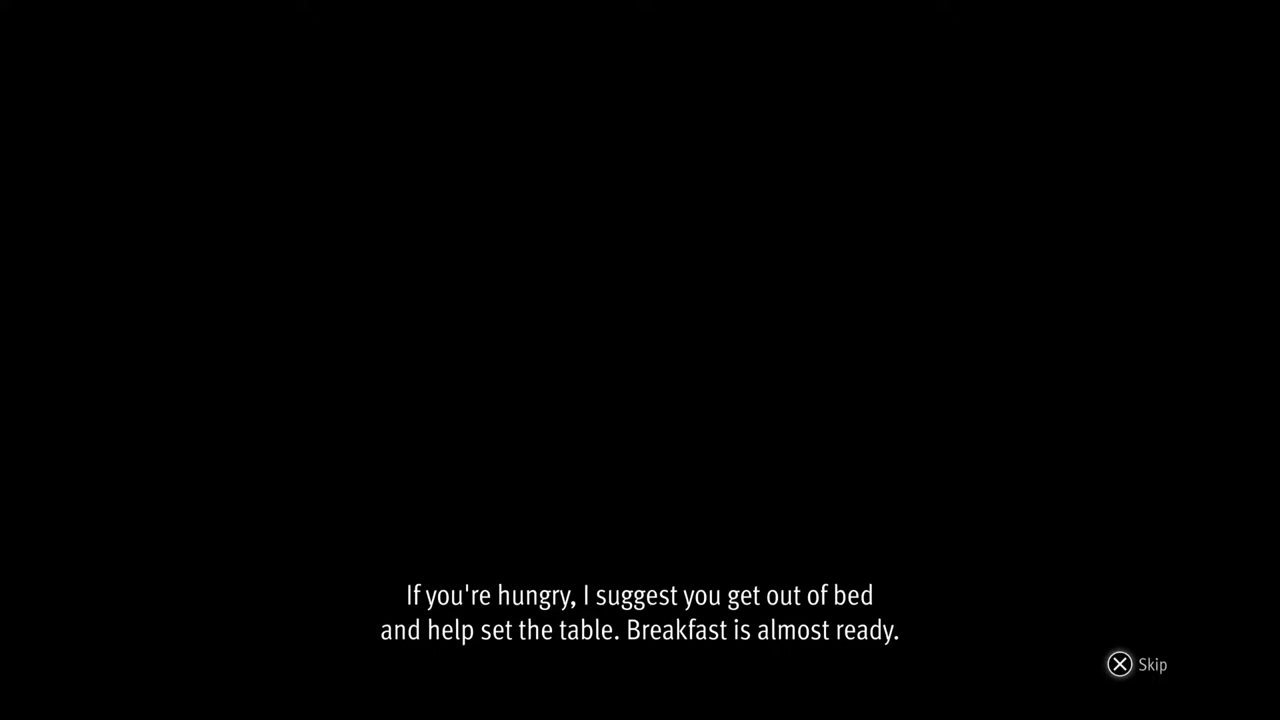 If you're hungry, I suggest you get out of bed
and help set the table. Breakfast is almost ready.
Skip